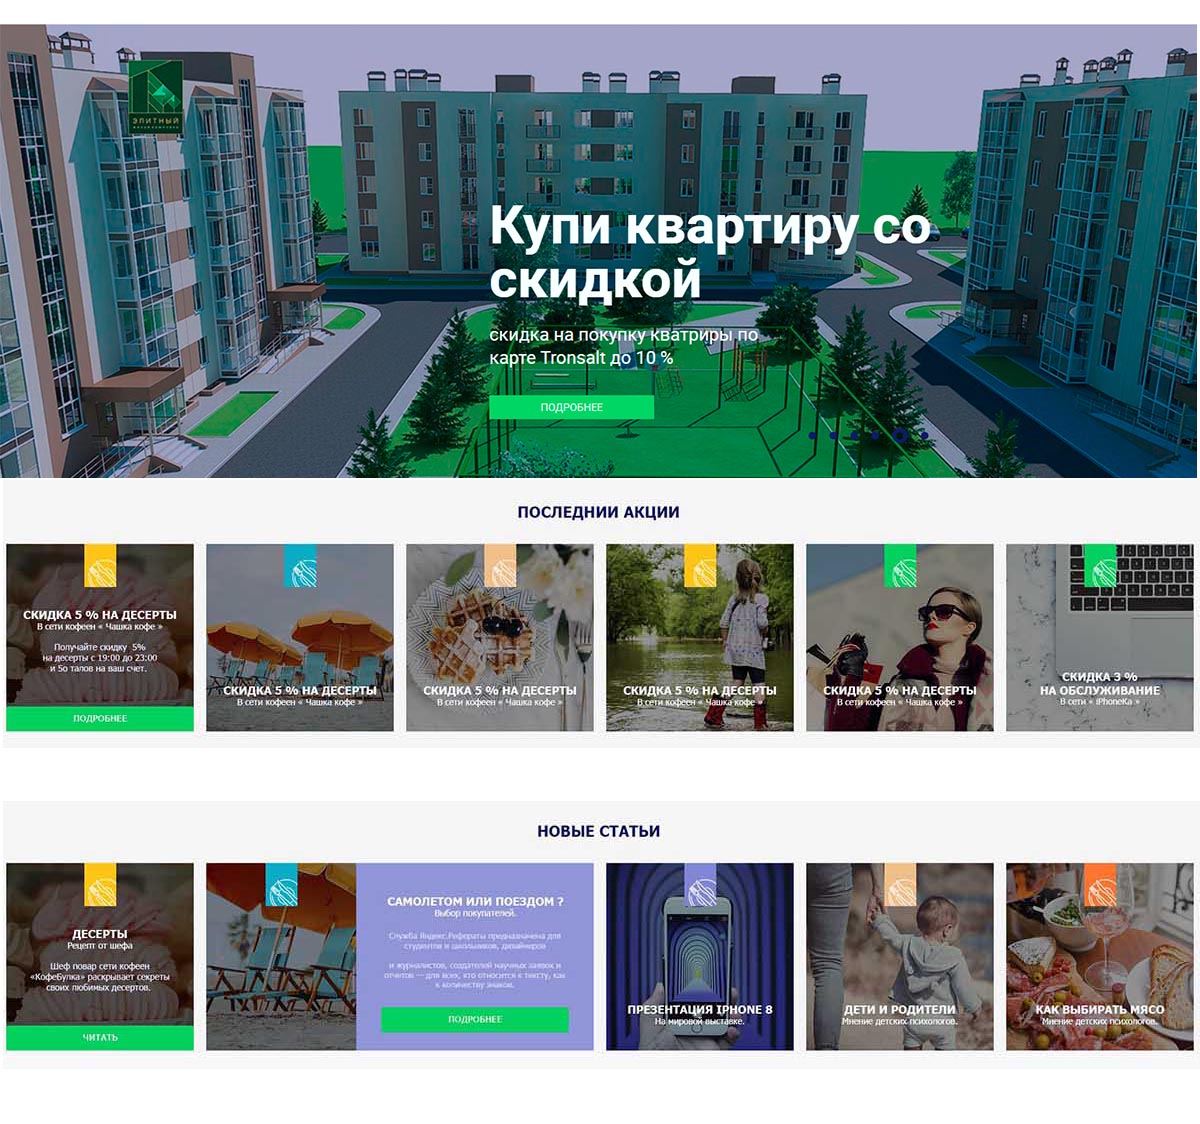 ЭЛИТНЫЙ
Купи квартиру со
скидкой
скидка на покупку кватриры по
карте Tronsalt до 10 %
ПОДРОБНЕЕ
ПОСЛЕДНИИ АКЦИИ
СКИДКА 5 % НА ДЕСЕРТЫ
В сети кофеен « Чашка кофе »
Получайте скидку 5%
на десерты с 19:00 до 23:00
и 5о талов на ваш счет.
ПОДРОБНЕЕ
СКИДКА 5 % НА ДЕСЕРТЫ
В сети кофеен « Чашка кофе »
СКИДКА 5 % НА ДЕСЕРТЫ
В сети кофеен « Чашка кофе »
СКИДКА 5 % НА ДЕСЕРТЫ
В сети кофеен « Чашка кофе »
СКИДКА 5 % НА ДЕСЕРТЫ
В сети кофеен « Чашка кофе »
СКИДКА 3 %
НА ОБСЛУЖИВАНИЕ
В сети « iPhoneКа »
НОВЫЕ СТАТЬИ
ДЕСЕРТЫ
Рецепт от шефа
Шеф повар сети кофеен
«КофеБулка» раскрывает секреты
своих любимых десертов.
ЧИТАТЬ
САМОЛЕТОМ ИЛИ ПОЕЗДОМ ?
Выбор покупателей.
Служба Яндекс.Рефераты предназначена для
студентов и школьников, дизайнеров
и журналистов, создателей научных заявок и
отчетов — для всех, кто относится к тексту, как
к количеству знаков.
ПОДРОБНЕЕ
ПРЕЗЕНТАЦИЯ IPHONE 8
На мировой выставке.
ДЕТИ И РОДИТЕЛИ
Мнение детских психологов.
КАК ВЫБИРАТЬ МЯСО
Мнение детских психологов.